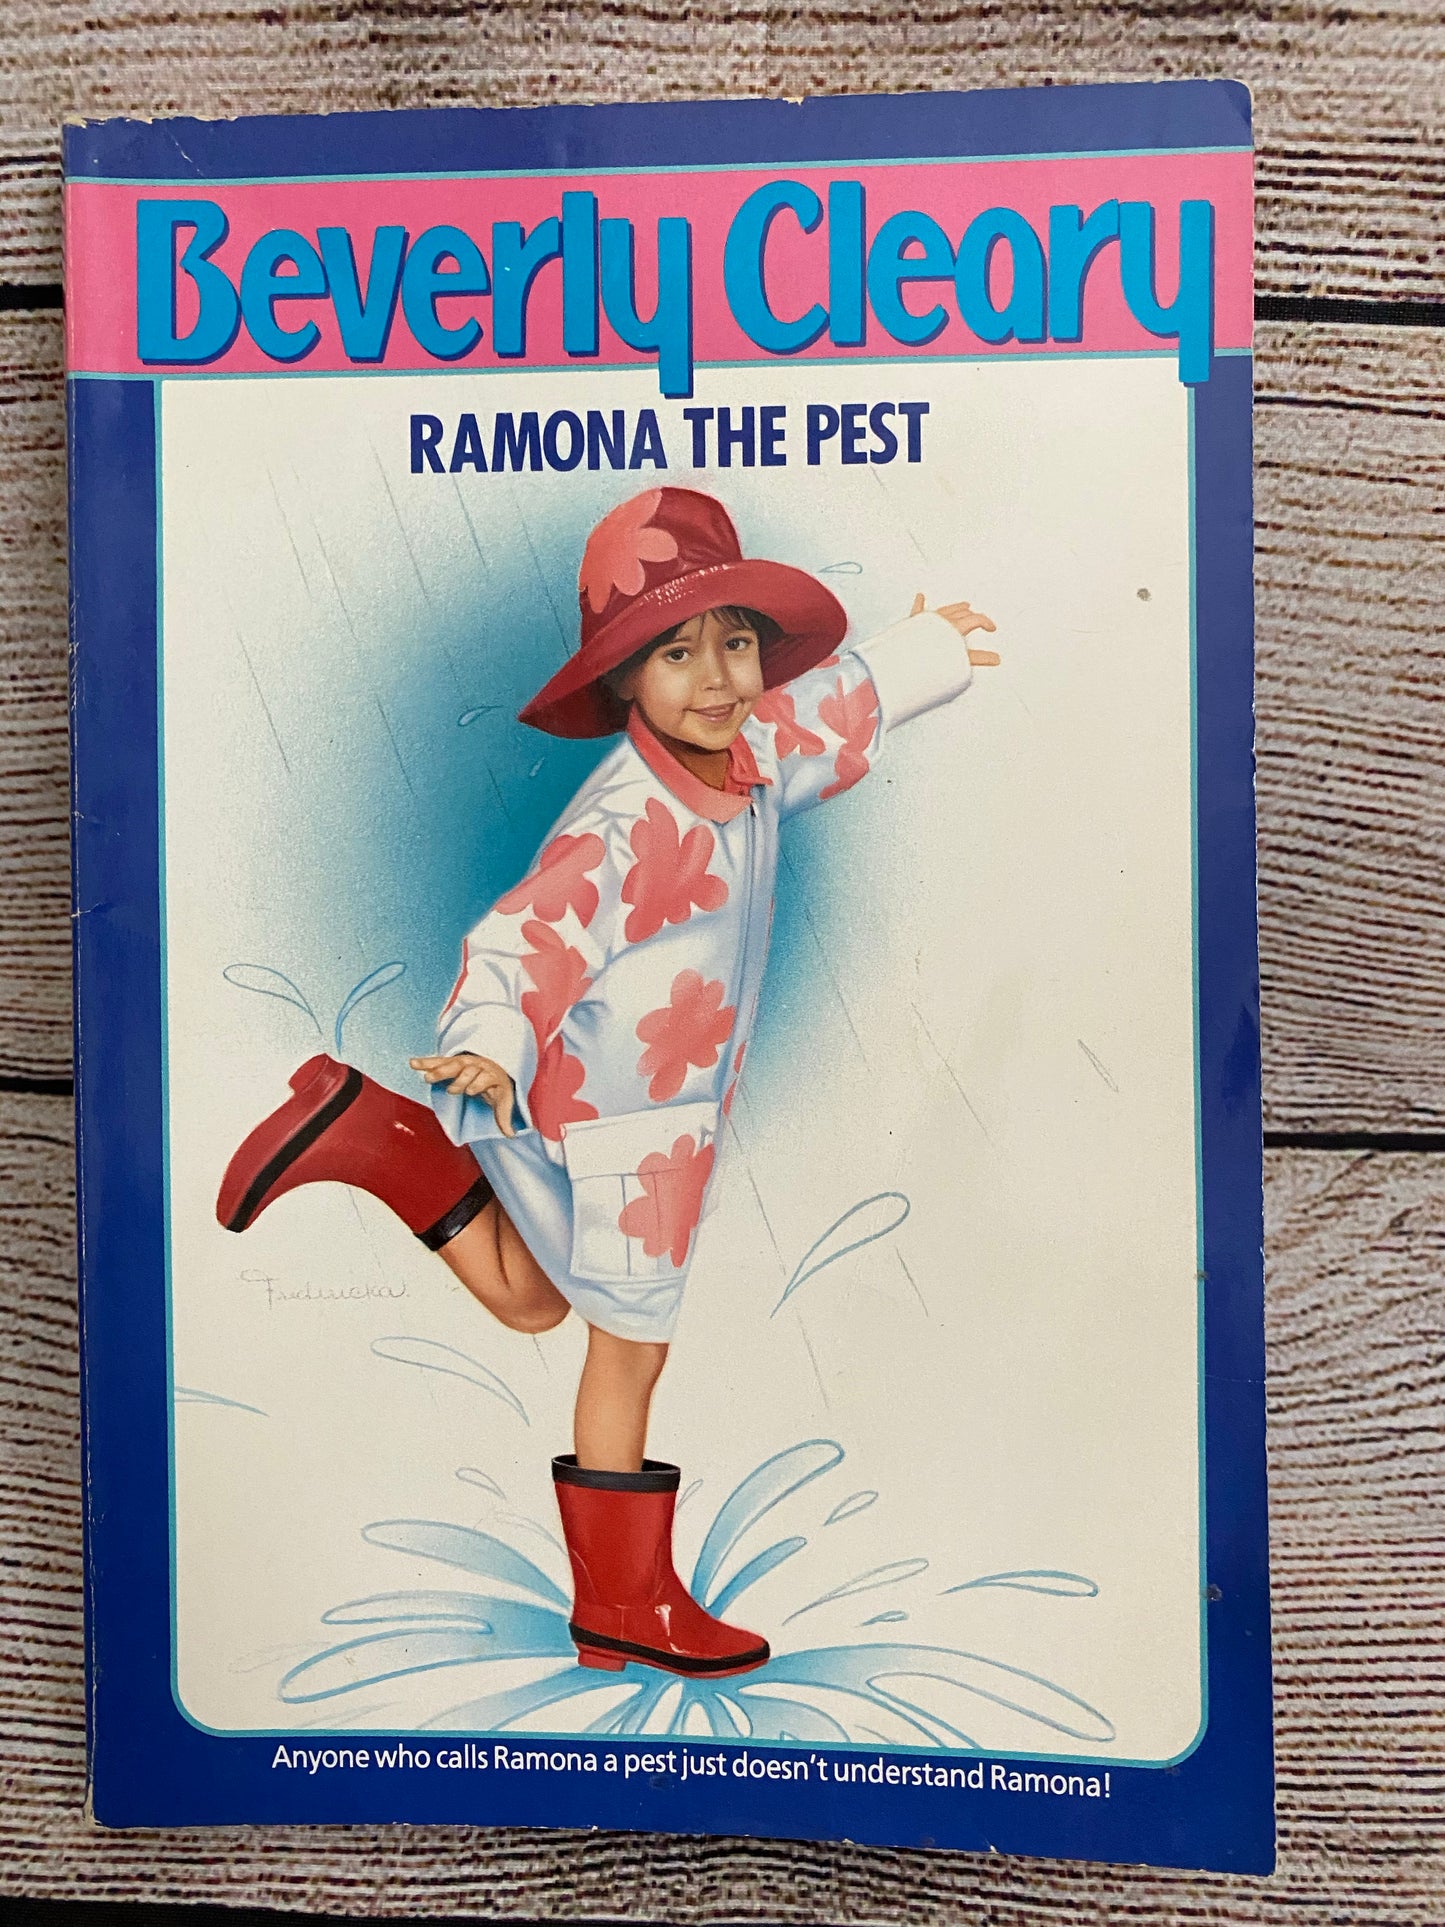 Beverly Cleary
RAMONA THE PEST
Anyone who calls Ramona a pest just doesn't understand Ramona!